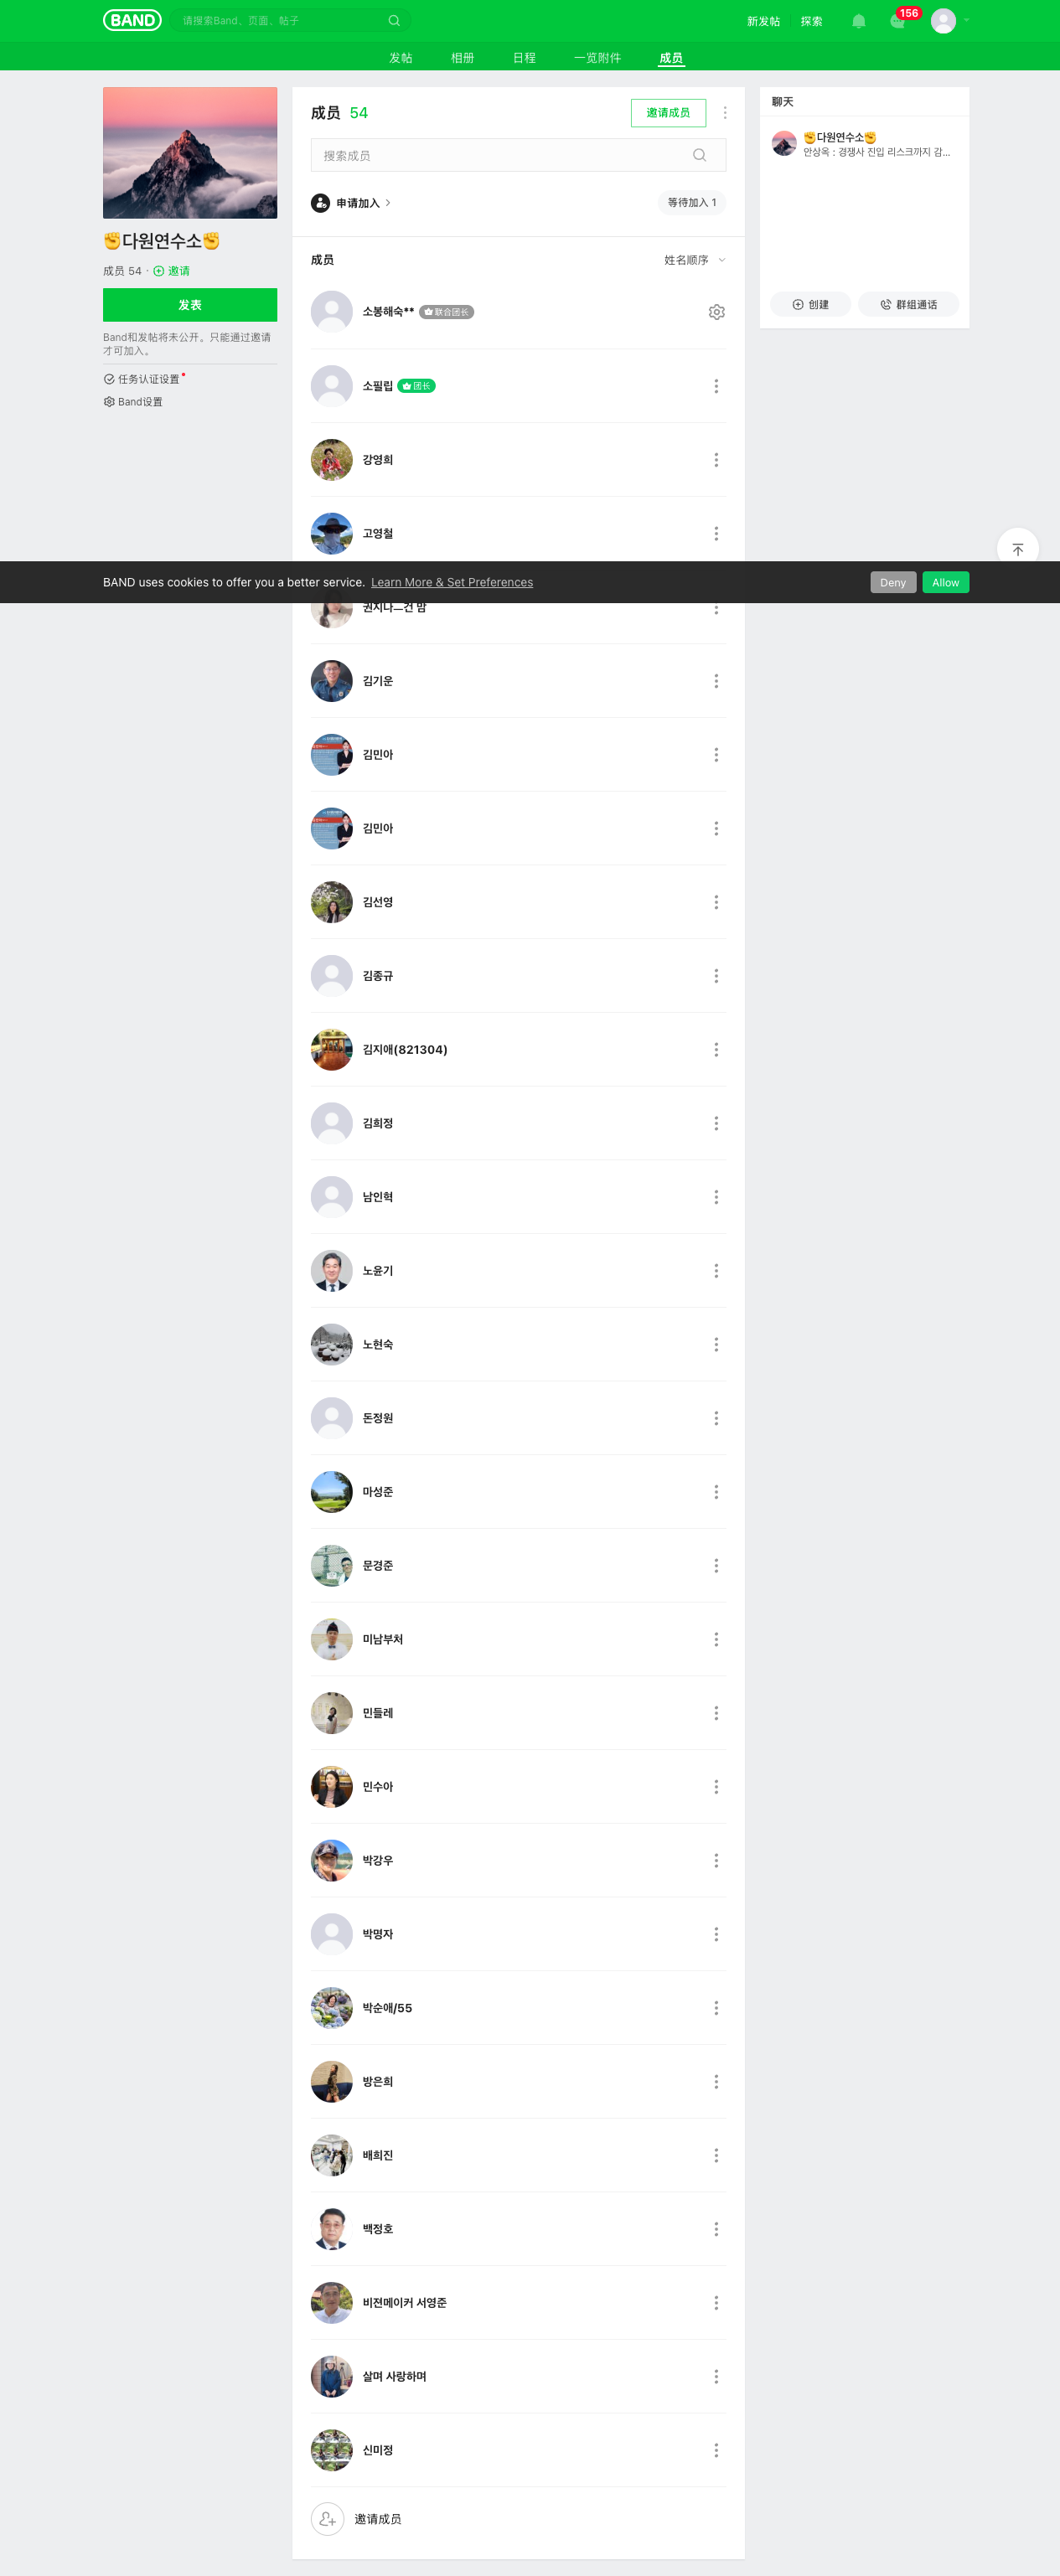 BAND
请搜索Band、页面、帖子
新发帖
探索
156
发帖
相册
日程
一览附件
成员
✊다원연수소✊
成员 54 · 邀请
发表
Band和发帖将未公开。只能通过邀请
才可加入。
任务认证设置
Band设置
成员 54
邀请成员
搜索成员
申请加入
等待加入 1
成员
姓名顺序
소봉해숙** 联合团长
소필립 团长
강영희
고영철
BAND uses cookies to offer you a better service. Learn More & Set Preferences
Deny
Allow
권지나ㅡ건 맘
김기운
김민아
김민아
김선영
김종규
김지애(821304)
김희정
남인혁
노윤기
노현숙
돈정원
마성준
문경준
미남부처
민들레
민수아
박강우
박명자
박순애/55
방은희
배희진
백정호
비젼메이커 서영준
살며 사랑하며
신미정
邀请成员
聊天
✊다원연수소✊
안상옥 : 경쟁사 진입 리스크까지 감...
创建
群组通话